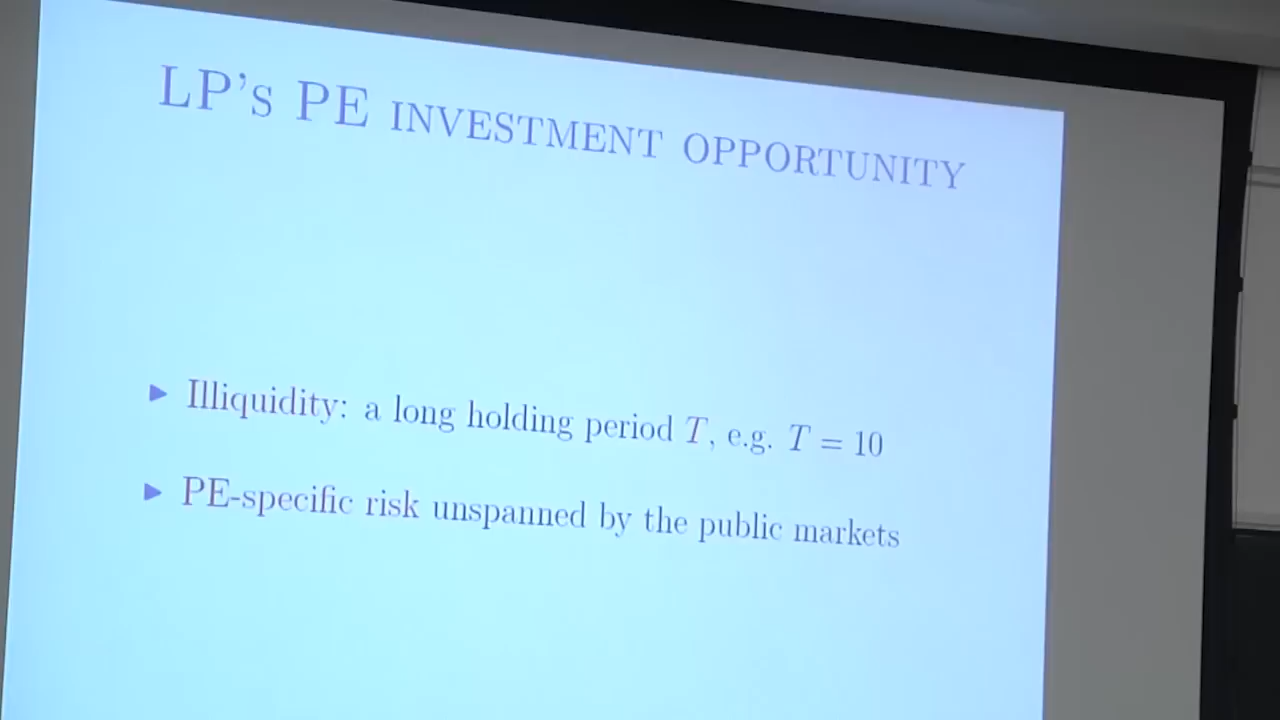 LP's PE INVESTMENT OPPORTUNITY
▶ Illiquidity: a long holding period T, e.g. T = 10
▶ PE-specific risk unspanned by the public markets